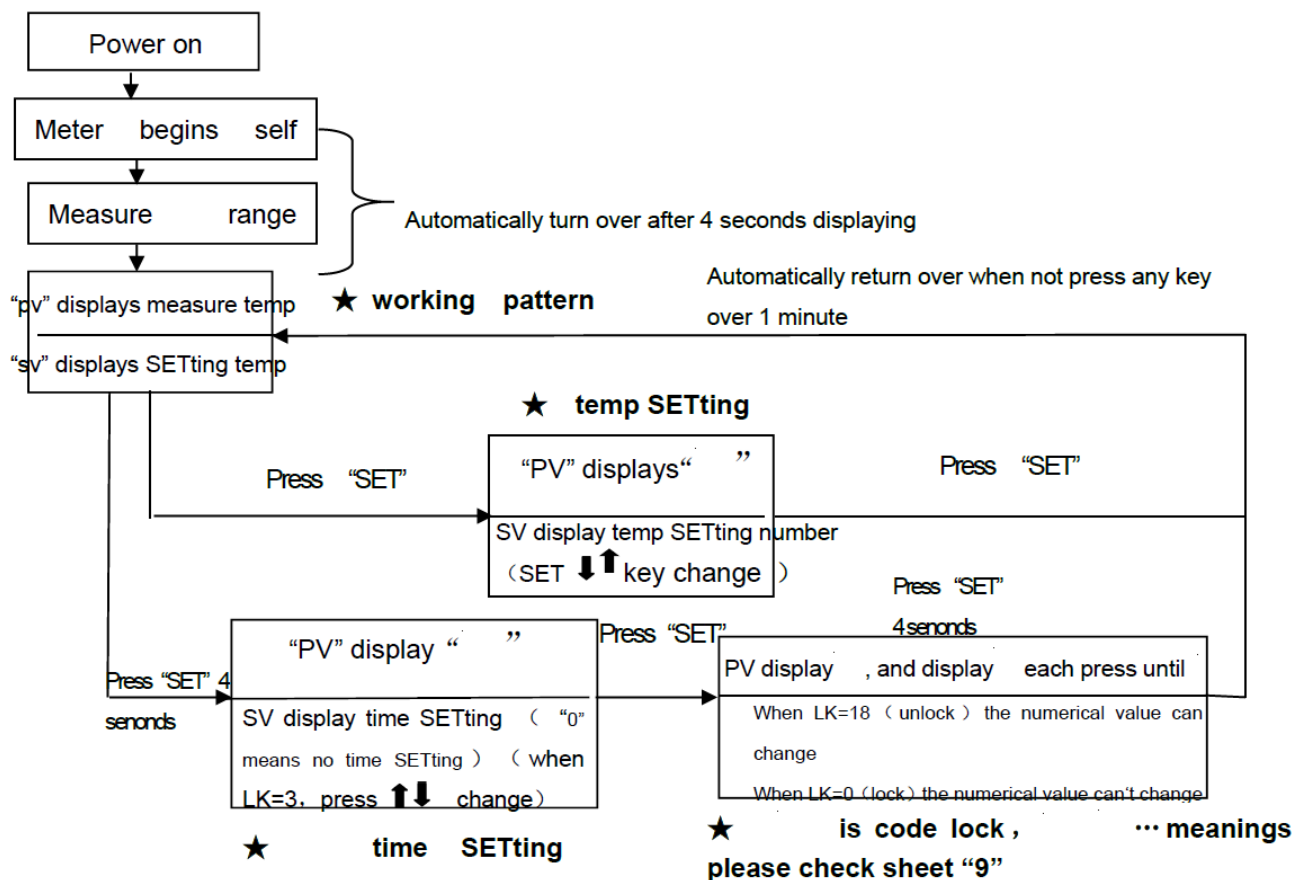 Power on
Meter begins self
Measure range
Automatically turn over after 4 seconds displaying
“pv” displays measure temp
“sv” displays SETting temp
★ working pattern
Automatically return over when not press any key
over 1 minute
★ temp SETting
Press “SET”
“PV” displays“ ”
SV display temp SETting number
（SET ⬇⬆ key change ）
Press “SET”
Press “SET” 4
senonds
“PV” display “ ”
SV display time SETting （ “0”
means no time SETting ） （ when
LK=3, press ⬆⬇ change）
★ time SETting
Press “SET”
Press “SET”
4 senonds
PV display , and display each press until
When LK=18 （ unlock ） the numerical value can
change
When LK=0（lock）the numerical value can't change
★ is code lock , ··· meanings
please check sheet “9”